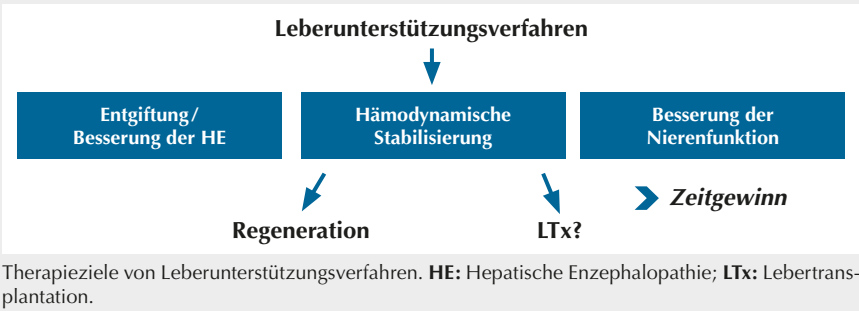 Leberunterstützungsverfahren
Entgiftung/
Besserung der HE
Hämodynamische
Stabilisierung
Besserung der
Nierenfunktion
Zeitgewinn
Regeneration
LTx?
Therapieziele von Leberunterstützungsverfahren. HE: Hepatische Enzephalopathie; LTx: Lebertrans-
plantation.